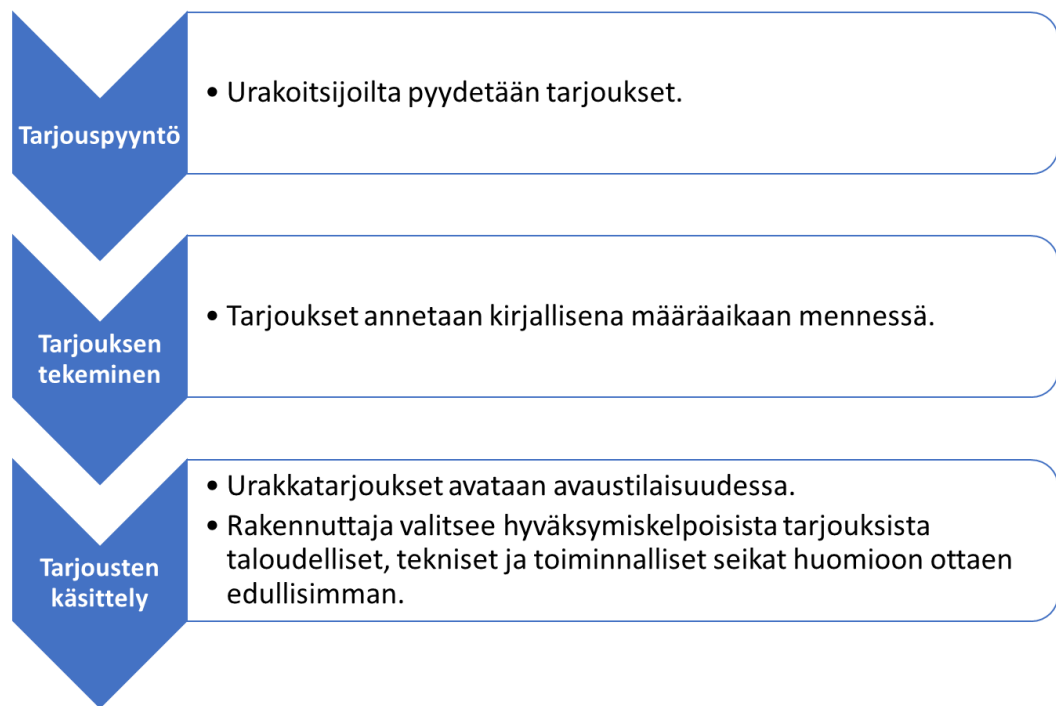 Tarjouspyyntö
• Urakoitsijoilta pyydetään tarjoukset.
Tarjouksen
tekeminen
• Tarjoukset annetaan kirjallisena määräaikaan mennessä.
Tarjousten
käsittely
• Urakkatarjoukset avataan avaustilaisuudessa.
• Rakennuttaja valitsee hyväksymiskelpoisista tarjouksista
taloudelliset, tekniset ja toiminnalliset seikat huomioon ottaen
edullisimman.